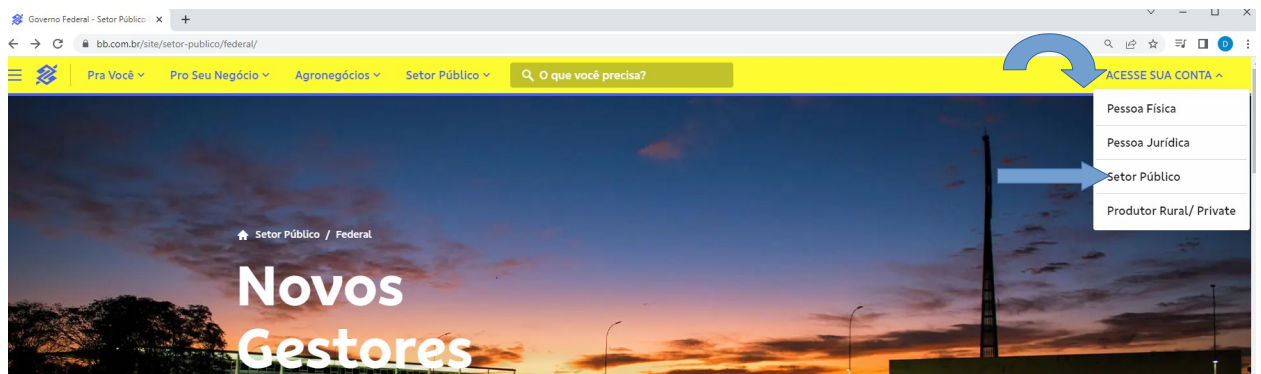 Governo Federal - Setor Público
bb.com.br/site/setor-publico/federal/
D
Pra Você
Pro Seu Negócio
Agronegócios
Setor Público
O que você precisa?
ACESSE SUA CONTA
Pessoa Física
Pessoa Jurídica
Setor Público
Produtor Rural/ Private
Setor Público / Federal
Novos
Gestores